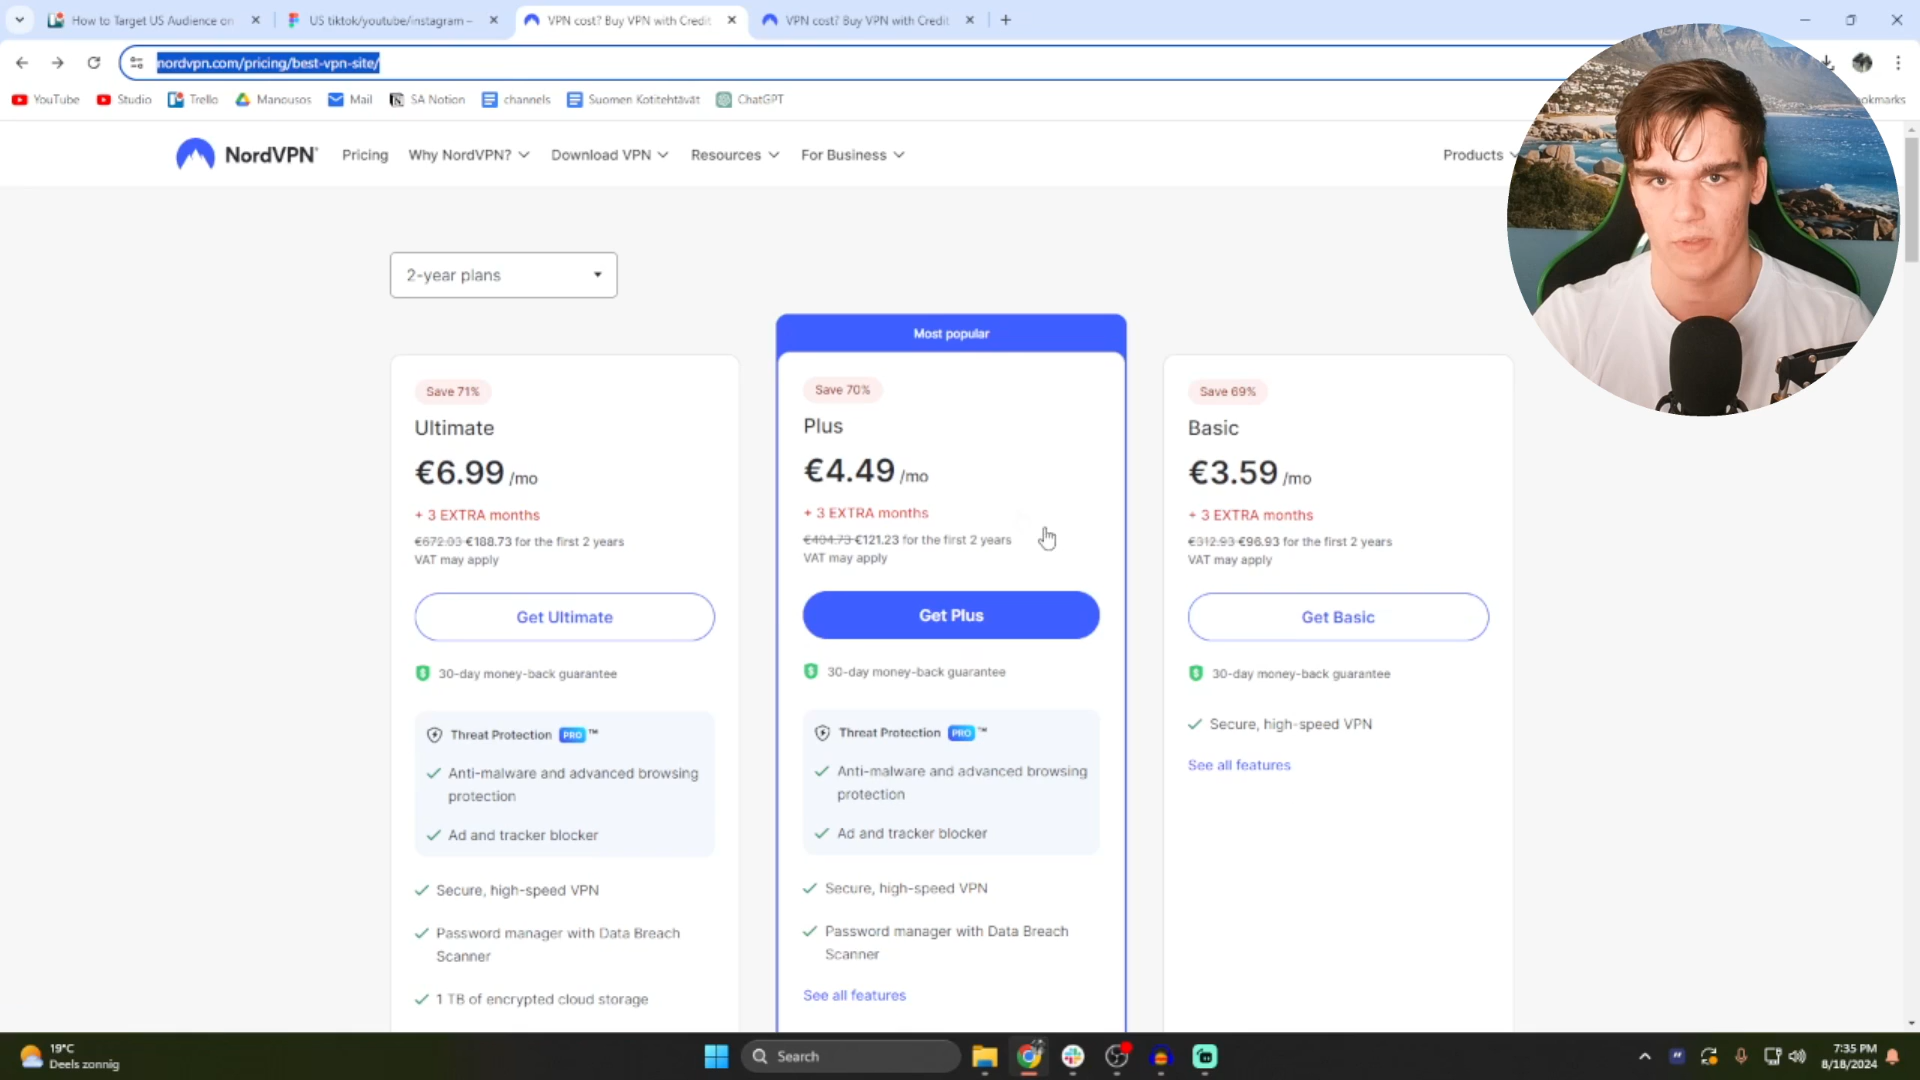 How to Target US Audience on
US tiktok/youtube/instagram –
VPN cost? Buy VPN with Credit
VPN cost? Buy VPN with Credit
nordvpn.com/pricing/best-vpn-site/
YouTube
Studio
Trello
Manousos
Mail
SA Notion
channels
Suomen Kotitehtävät
ChatGPT
NordVPN®
Pricing
Why NordVPN?
Download VPN
Resources
For Business
Products
2-year plans
Save 71%
Ultimate
€6.99 /mo
+ 3 EXTRA months
€672.03 €188.73 for the first 2 years
VAT may apply
Get Ultimate
30-day money-back guarantee
Threat Protection PRO ™
Anti-malware and advanced browsing
protection
Ad and tracker blocker
Secure, high-speed VPN
Password manager with Data Breach
Scanner
1 TB of encrypted cloud storage
Most popular
Save 70%
Plus
€4.49 /mo
+ 3 EXTRA months
€404.73 €121.23 for the first 2 years
VAT may apply
Get Plus
30-day money-back guarantee
Threat Protection PRO ™
Anti-malware and advanced browsing
protection
Ad and tracker blocker
Secure, high-speed VPN
Password manager with Data Breach
Scanner
See all features
Save 69%
Basic
€3.59 /mo
+ 3 EXTRA months
€312.93 €96.93 for the first 2 years
VAT may apply
Get Basic
30-day money-back guarantee
Secure, high-speed VPN
See all features
19°C
Deels zonnig
Search
7:35 PM
8/18/2024